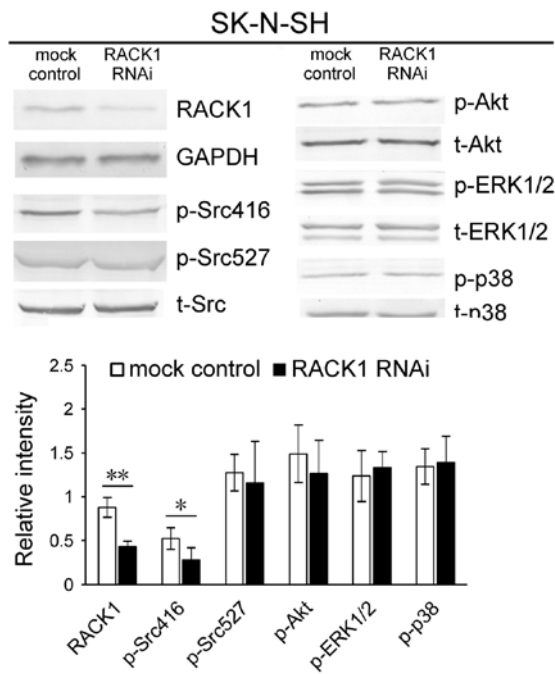 SK-N-SH
mock
control
RACK1
RNAi
RACK1
GAPDH
p-Src416
p-Src527
t-Src
mock
control
RACK1
RNAi
p-Akt
t-Akt
p-ERK1/2
t-ERK1/2
p-p38
t-p38
mock control
RACK1 RNAi
Relative intensity
2.5
2
1.5
1
0.5
0
**
*
RACK1
p-Src416
p-Src527
p-Akt
p-ERK1/2
p-p38